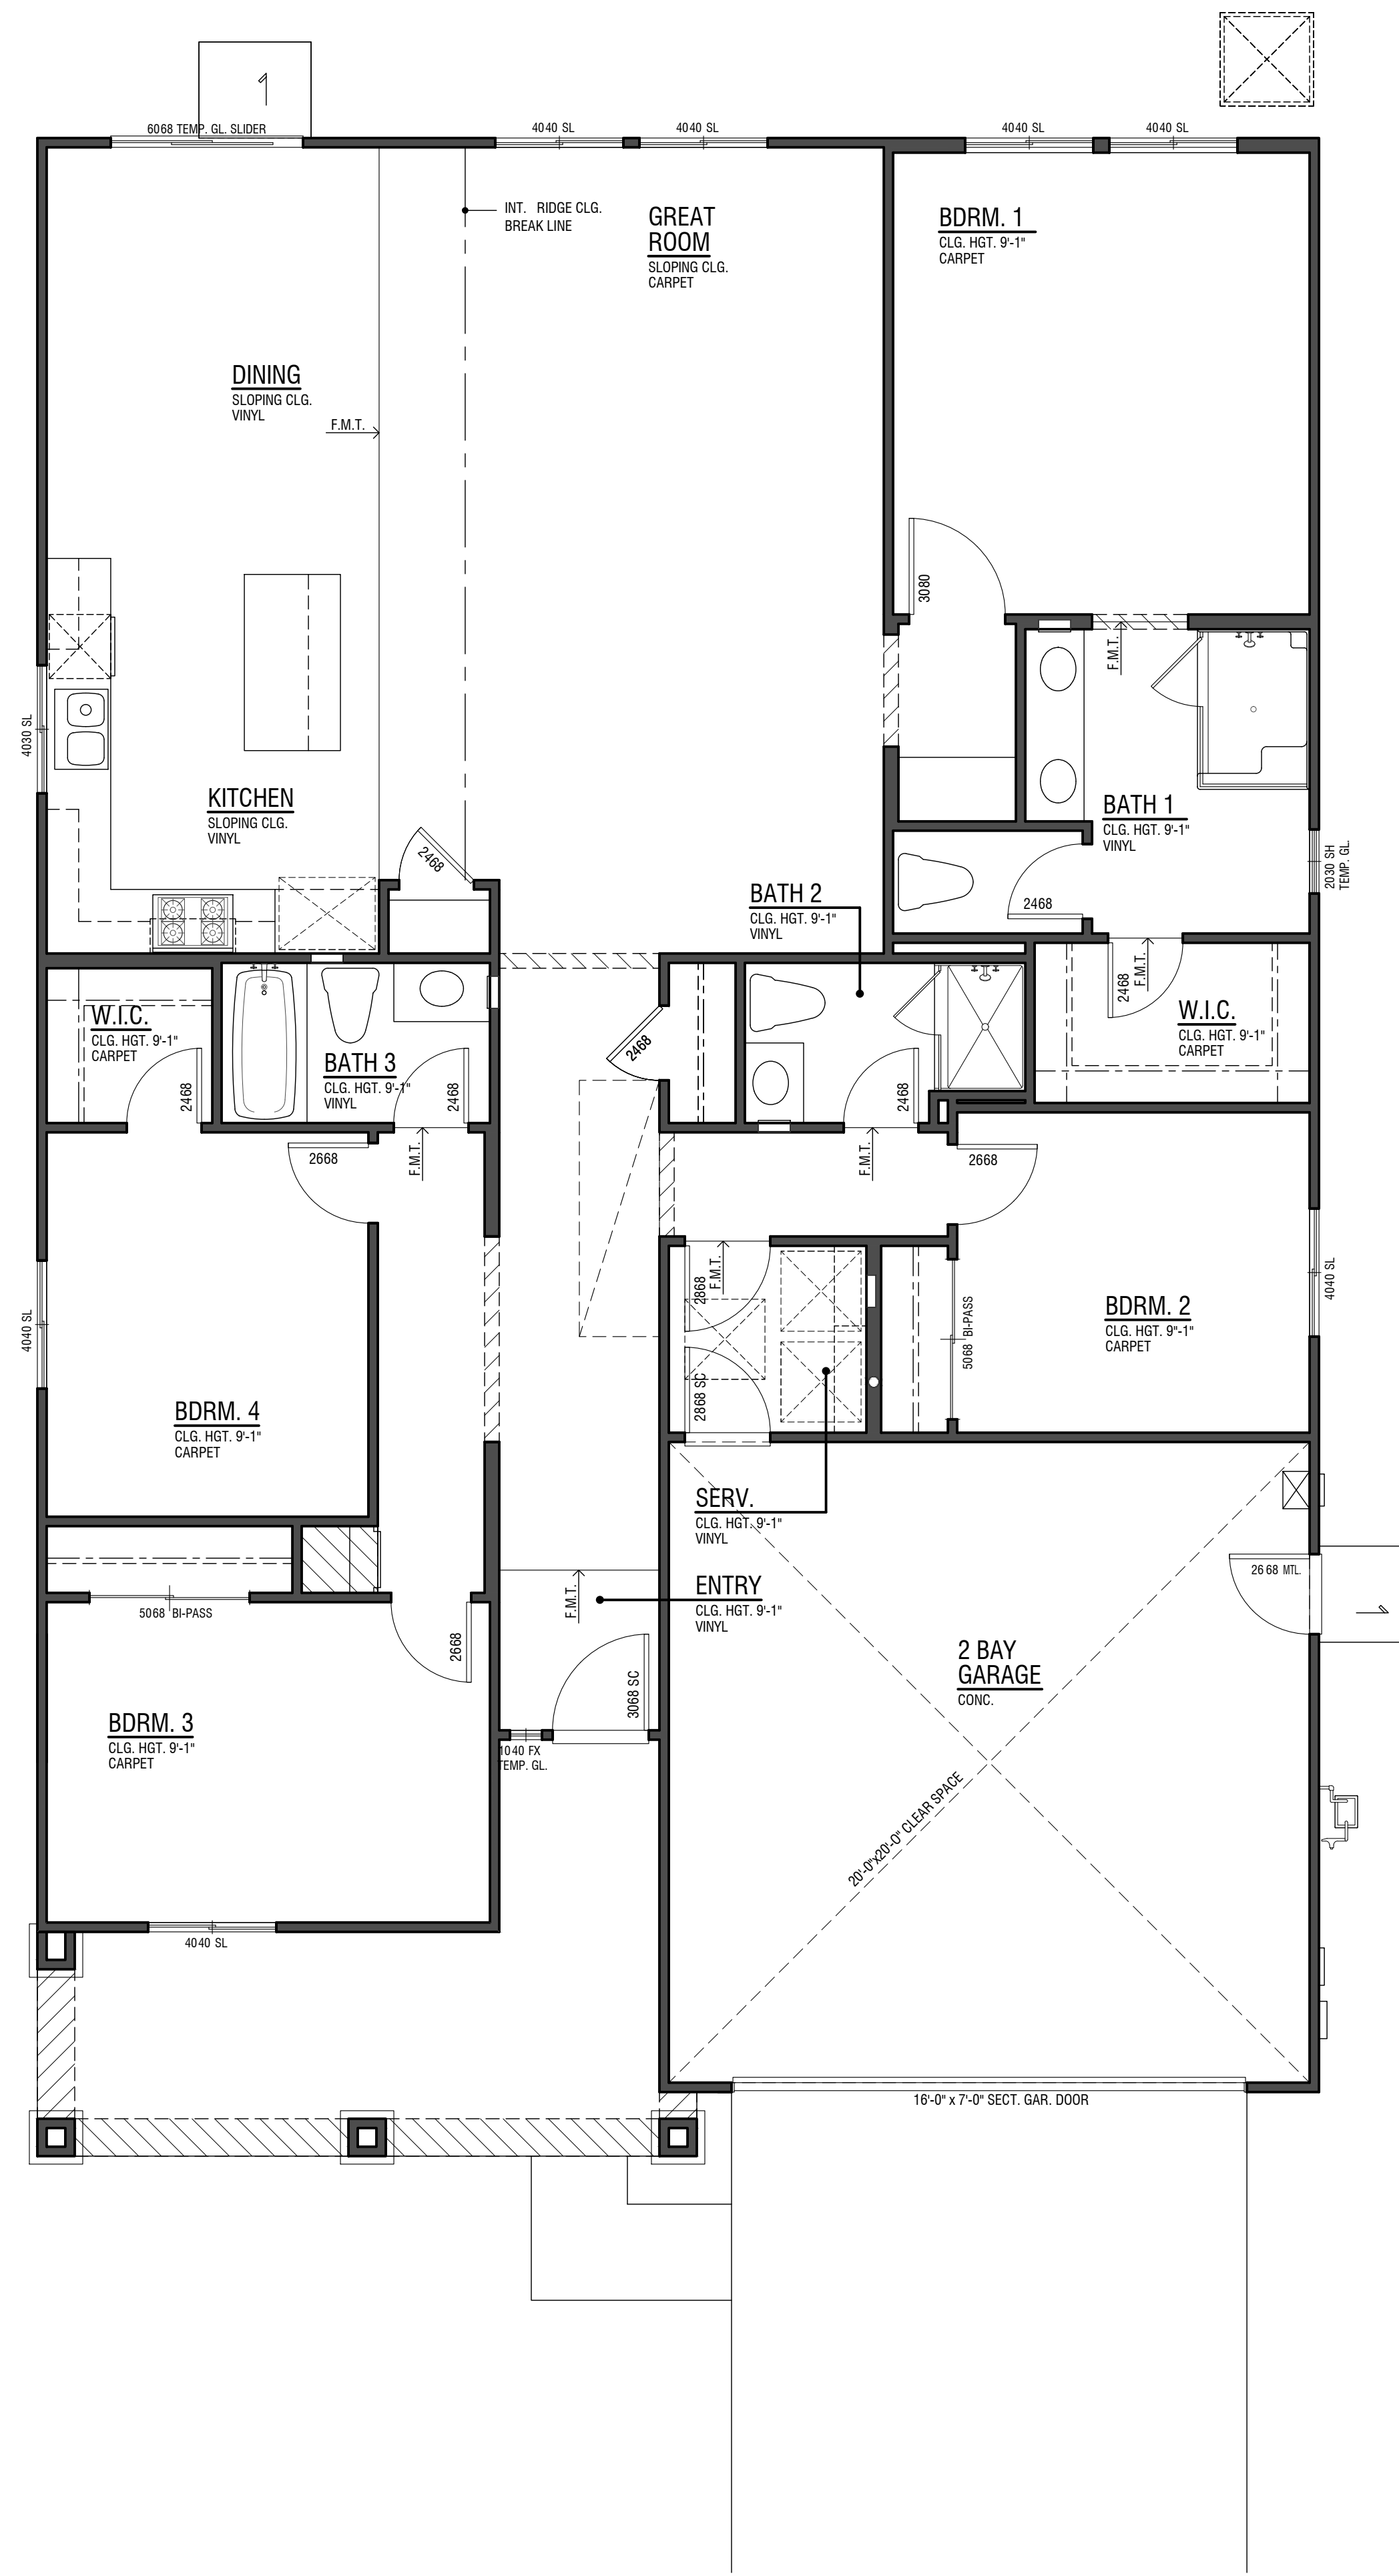 1
6068 TEMP. GL. SLIDER
4040 SL
4040 SL
4040 SL
4040 SL
INT. RIDGE CLG.
BREAK LINE
GREAT
ROOM
SLOPING CLG.
CARPET
BDRM. 1
CLG. HGT. 9'-1"
CARPET
DINING
SLOPING CLG.
VINYL
F.M.T.
3080
F.M.T.
4030 SL
KITCHEN
SLOPING CLG.
VINYL
BATH 1
CLG. HGT. 9'-1"
VINYL
2030 SH
TEMP. GL.
2468
BATH 2
CLG. HGT. 9'-1"
VINYL
2468
2468
F.M.T.
W.I.C.
CLG. HGT. 9'-1"
CARPET
W.I.C.
CLG. HGT. 9'-1"
CARPET
2468
BATH 3
CLG. HGT. 9'-1"
VINYL
2468
2468
2468
F.M.T.
F.M.T.
2668
2668
2868
F.M.T.
4040 SL
4040 SL
BDRM. 2
CLG. HGT. 9"-1"
CARPET
5068 BI-PASS
2868 SC
BDRM. 4
CLG. HGT. 9'-1"
CARPET
SERV.
CLG. HGT. 9'-1"
VINYL
ENTRY
CLG. HGT. 9'-1"
VINYL
F.M.T.
2668 MTL.
1
5068 BI-PASS
2668
2 BAY
GARAGE
CONC.
3068 SC
BDRM. 3
CLG. HGT. 9'-1"
CARPET
1040 FX
TEMP. GL.
20'-0"x20'-0" CLEAR SPACE
4040 SL
16'-0" x 7'-0" SECT. GAR. DOOR